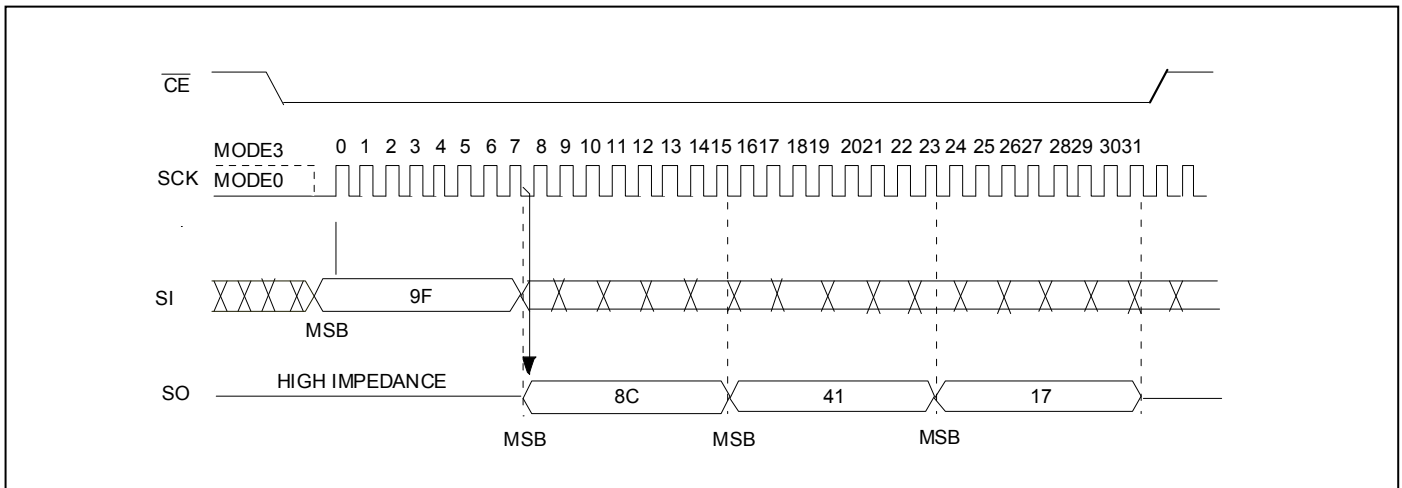 CE
MODE3
0 1 2 3 4 5 6 7 8 9 10 11 12 13 1415 1617 1819 2021 22 23 24 25 2627 2829 3031
SCK MODE0
SI 9F
MSB
HIGH IMPEDANCE
SO 8C 41 17
MSB MSB MSB